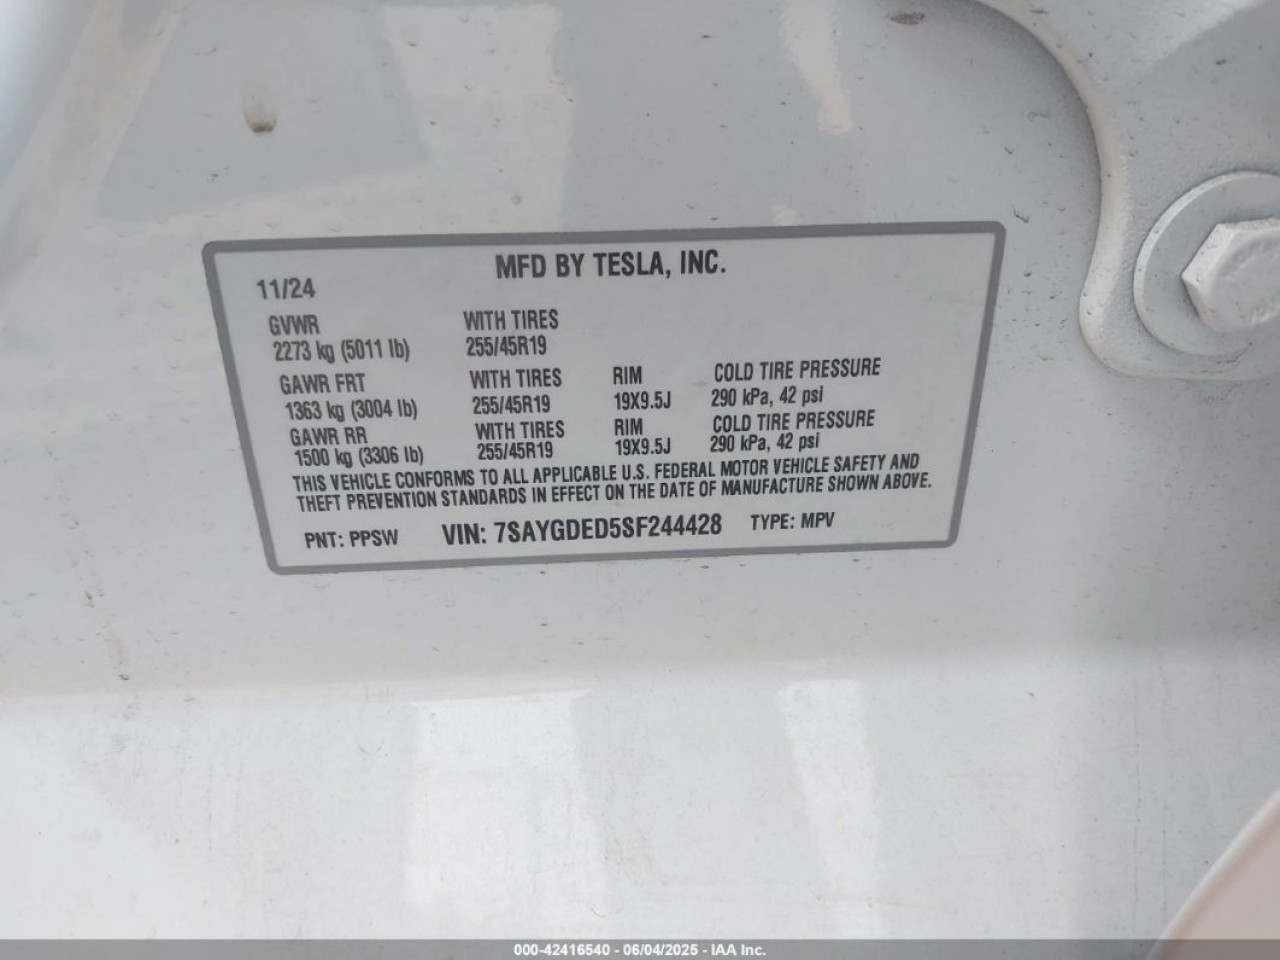 MFD BY TESLA, INC.
11/24
GVWR WITH TIRES
2273 kg (5011 lb) 255/45R19
GAWR FRT WITH TIRES RIM COLD TIRE PRESSURE
1363 kg (3004 lb) 255/45R19 19X9.5J 290 kPa, 42 psi
GAWR RR WITH TIRES RIM COLD TIRE PRESSURE
1500 kg (3306 lb) 255/45R19 19X9.5J 290 kPa, 42 psi
THIS VEHICLE CONFORMS TO ALL APPLICABLE U.S. FEDERAL MOTOR VEHICLE SAFETY AND
THEFT PREVENTION STANDARDS IN EFFECT ON THE DATE OF MANUFACTURE SHOWN ABOVE.
PNT: PPSW VIN: 7SAYGDED5SF244428 TYPE: MPV
000-42416540 - 06/04/2025 - IAA Inc.